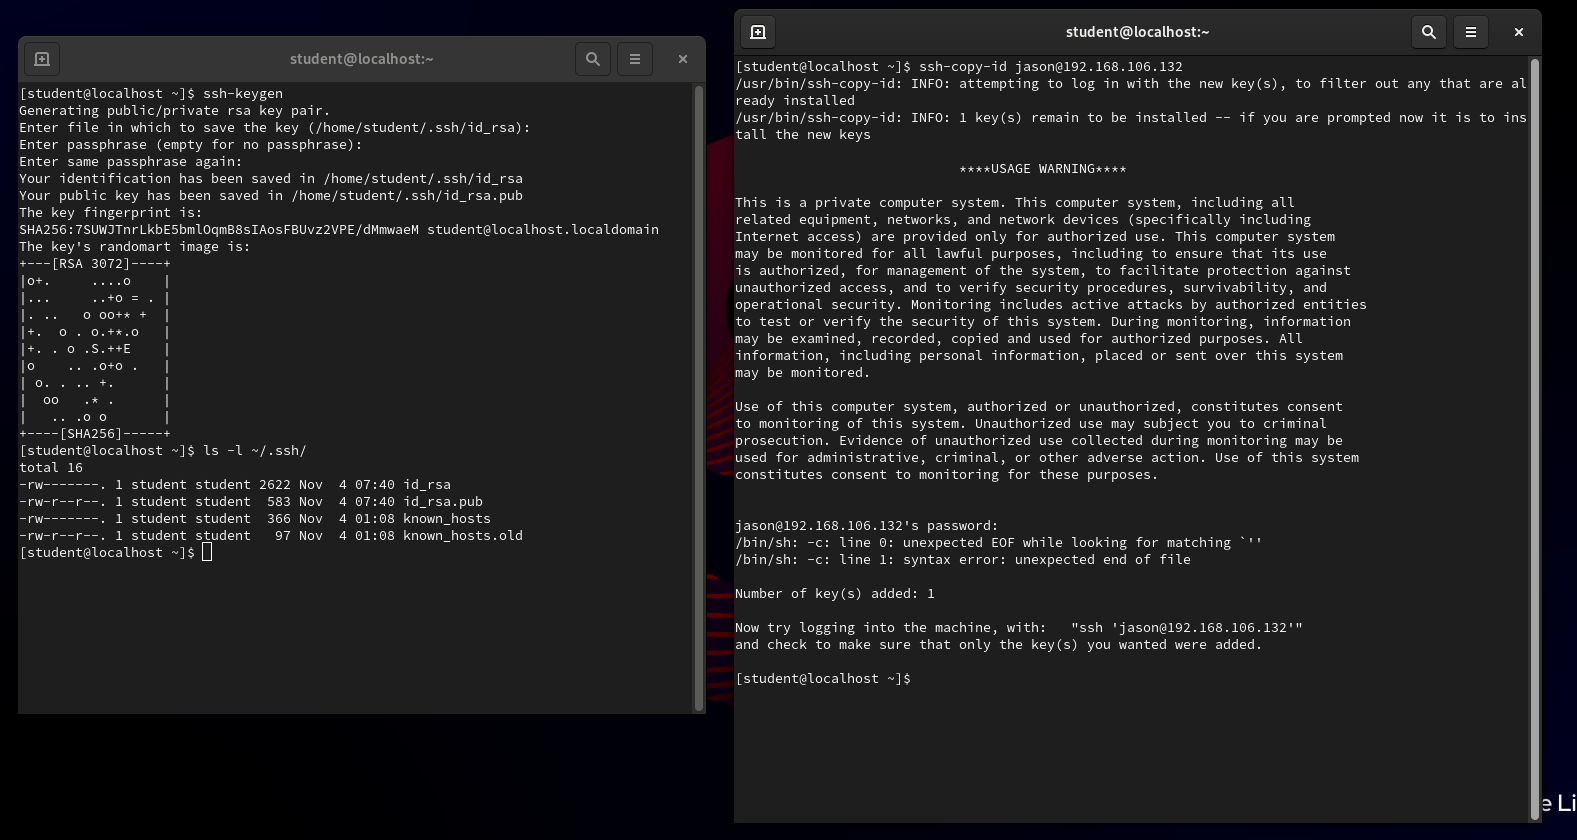 student@localhost:~
[student@localhost ~]$ ssh-keygen
Generating public/private rsa key pair.
Enter file in which to save the key (/home/student/.ssh/id_rsa):
Enter passphrase (empty for no passphrase):
Enter same passphrase again:
Your identification has been saved in /home/student/.ssh/id_rsa
Your public key has been saved in /home/student/.ssh/id_rsa.pub
The key fingerprint is:
SHA256:7SUWJTnrLkbE5bmlOqmB8sIAosFBUvz2VPE/dMmwaeM student@localhost.localdomain
The key's randomart image is:
+---[RSA 3072]----+
|o+.     ....o    |
|...     ..+o = . |
|. ..   o oo+* +  |
|+.  o . o.+*.o   |
|+. . o .S.++E    |
|o    .. .o+o .   |
| o. . .. +.      |
|  oo   .* .      |
|   .. .o o       |
+----[SHA256]-----+
[student@localhost ~]$ ls -l ~/.ssh/
total 16
-rw-------. 1 student student 2622 Nov  4 07:40 id_rsa
-rw-r--r--. 1 student student  583 Nov  4 07:40 id_rsa.pub
-rw-------. 1 student student  366 Nov  4 01:08 known_hosts
-rw-r--r--. 1 student student   97 Nov  4 01:08 known_hosts.old
[student@localhost ~]$
student@localhost:~
[student@localhost ~]$ ssh-copy-id jason@192.168.106.132
/usr/bin/ssh-copy-id: INFO: attempting to log in with the new key(s), to filter out any that are al
ready installed
/usr/bin/ssh-copy-id: INFO: 1 key(s) remain to be installed -- if you are prompted now it is to ins
tall the new keys
****USAGE WARNING****
This is a private computer system. This computer system, including all
related equipment, networks, and network devices (specifically including
Internet access) are provided only for authorized use. This computer system
may be monitored for all lawful purposes, including to ensure that its use
is authorized, for management of the system, to facilitate protection against
unauthorized access, and to verify security procedures, survivability, and
operational security. Monitoring includes active attacks by authorized entities
to test or verify the security of this system. During monitoring, information
may be examined, recorded, copied and used for authorized purposes. All
information, including personal information, placed or sent over this system
may be monitored.
Use of this computer system, authorized or unauthorized, constitutes consent
to monitoring of this system. Unauthorized use may subject you to criminal
prosecution. Evidence of unauthorized use collected during monitoring may be
used for administrative, criminal, or other adverse action. Use of this system
constitutes consent to monitoring for these purposes.
jason@192.168.106.132's password:
/bin/sh: -c: line 0: unexpected EOF while looking for matching `''
/bin/sh: -c: line 1: syntax error: unexpected end of file
Number of key(s) added: 1
Now try logging into the machine, with:   "ssh 'jason@192.168.106.132'"
and check to make sure that only the key(s) you wanted were added.
[student@localhost ~]$
e Li